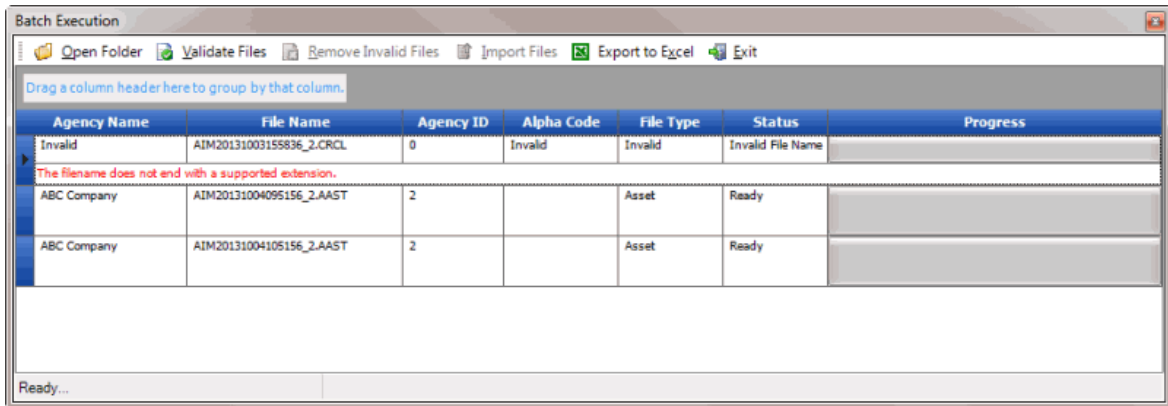 Batch Execution
Open Folder Validate Files Remove Invalid Files Import Files Export to Excel Exit
Drag a column header here to group by that column.
Agency Name File Name Agency ID Alpha Code File Type Status Progress
Invalid AIM20131003155836_2.CRCL 0 Invalid Invalid Invalid File Name
The filename does not end with a supported extension.
ABC Company AIM20131004095156_2.AAST 2 Asset Ready
ABC Company AIM20131004105156_2.AAST 2 Asset Ready
Ready...